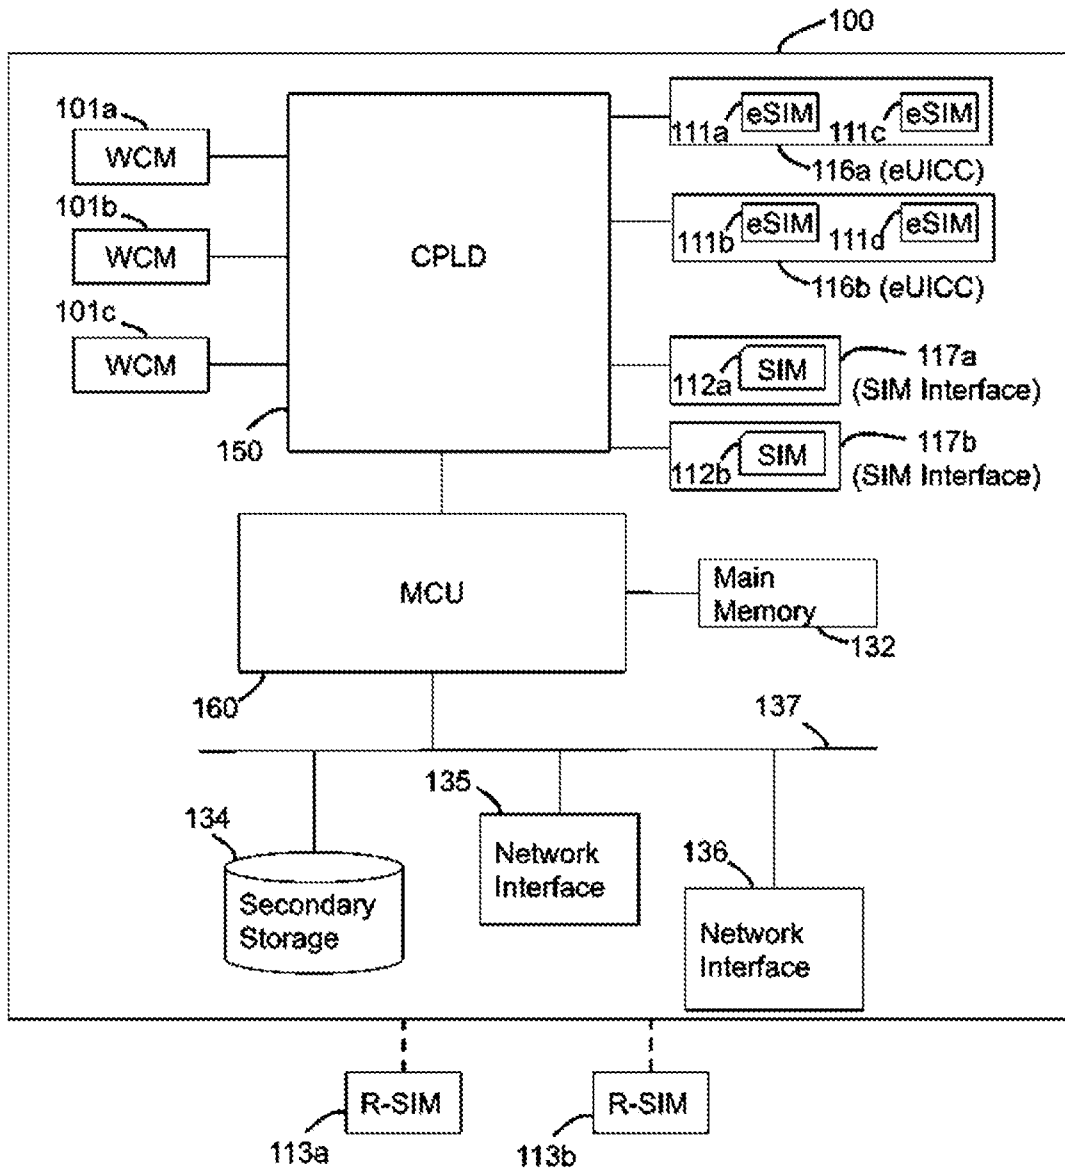 100
101a
WCM
101b
WCM
101c
WCM
CPLD
150
eSIM
eSIM
111a
111c
116a (eUICC)
eSIM
eSIM
111b
111d
116b (eUICC)
SIM
112a
117a
(SIM Interface)
SIM
112b
117b
(SIM Interface)
MCU
160
Main
Memory
132
137
134
Secondary
Storage
135
Network
Interface
136
Network
Interface
R-SIM
113a
R-SIM
113b